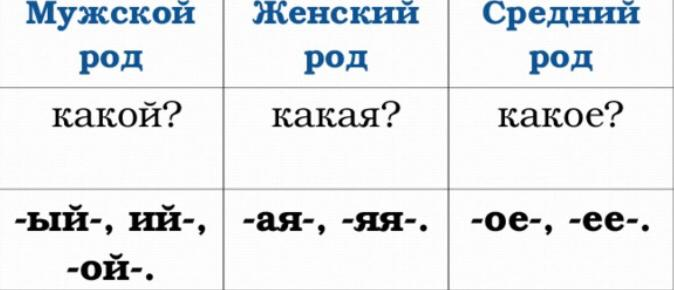 Мужской Женский Средний
род род род
какой? какая? какое?
-ый-, ий-, -ая-, -яя-. -ое-, -ее-.
-ой-.